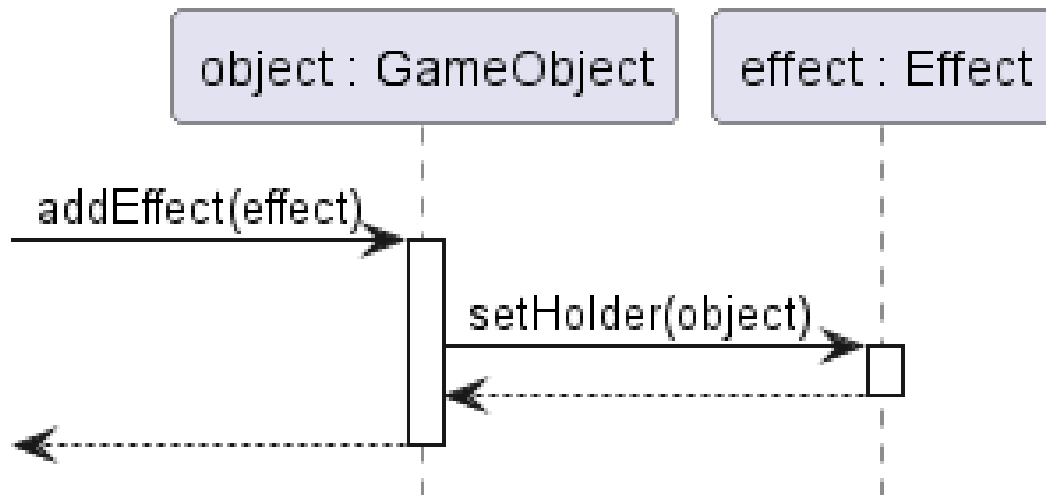 object : GameObject
effect : Effect
addEffect(effect)
setHolder(object)